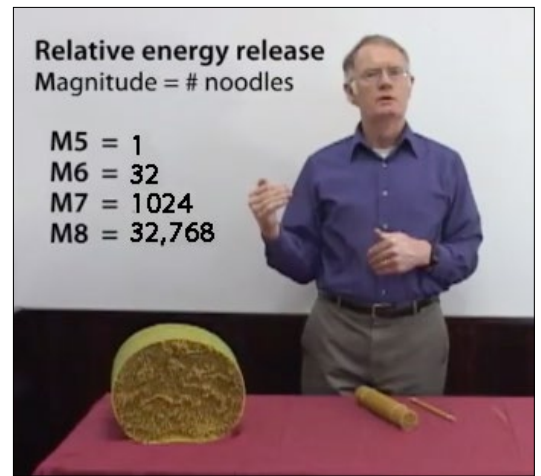 Relative energy release
Magnitude = # noodles
M5 = 1
M6 = 32
M7 = 1024
M8 = 32,768